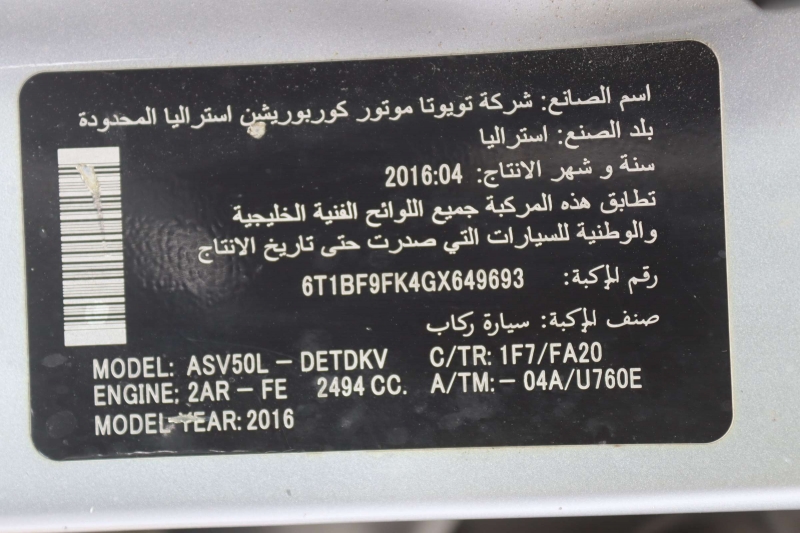 اسم الصانع: شركة تويوتا موتور كوربوريشن استراليا المحدودة
بلد الصنع: استراليا
سنة و شهر الانتاج: 2016:04
تطابق هذه المركبة جميع اللوائح الفنية الخليجية
والوطنية للسيارات التي صدرت حتى تاريخ الانتاج
رقم المركبة: 6T1BF9FK4GX649693
صنف المركبة: سيارة ركاب
MODEL: ASV50L – DETDKV C/TR: 1F7/FA20
ENGINE: 2AR – FE 2494 CC. A/TM:– 04A/U760E
MODEL-YEAR: 2016